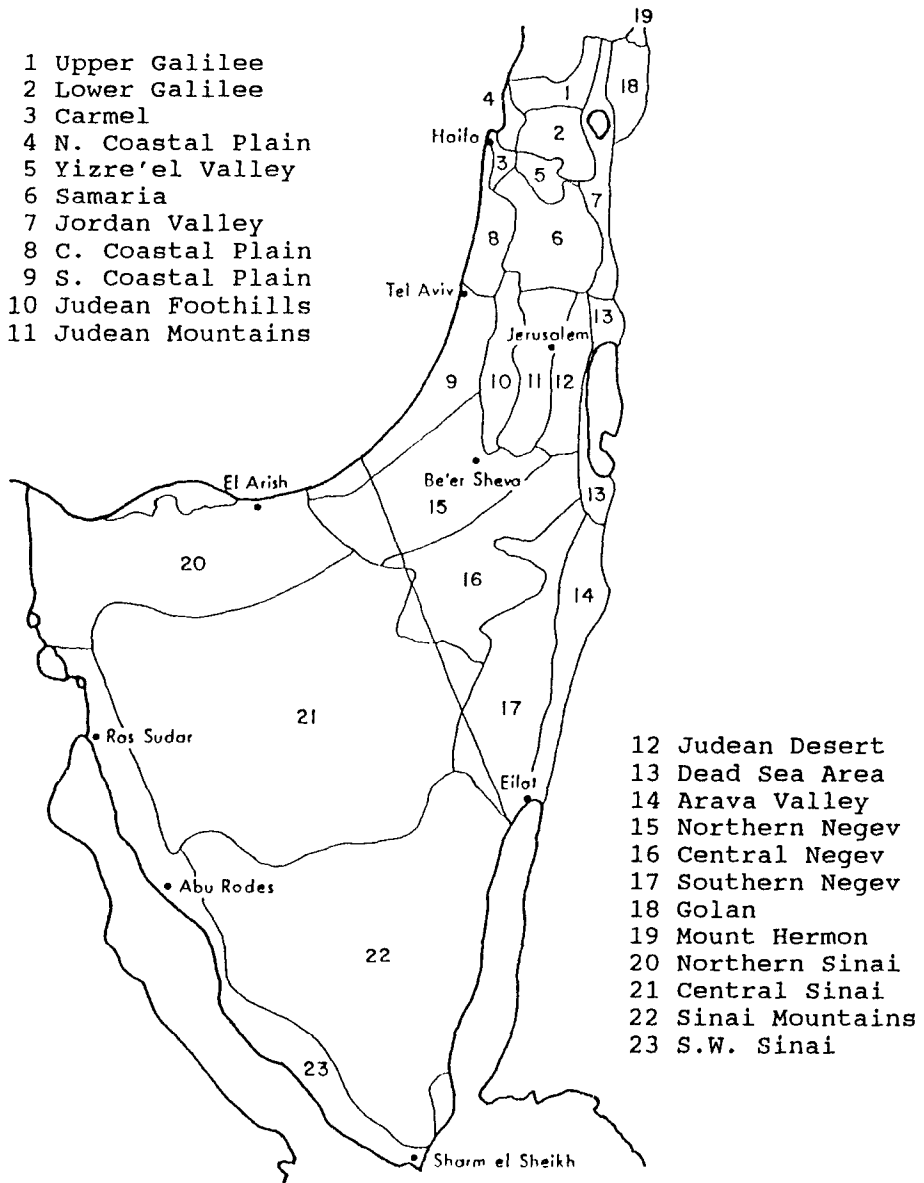 19
1 Upper Galilee
2 Lower Galilee
3 Carmel
4 N. Coastal Plain
5 Yizre'el Valley
6 Samaria
7 Jordan Valley
8 C. Coastal Plain
9 S. Coastal Plain
10 Judean Foothills
11 Judean Mountains
18
1
4
2
Haifa
3
5
7
8
6
Tel Aviv
13
Jerusalem
9
10
11
12
El Arish
Be'er Sheva
15
13
20
16
14
21
17
Ras Sudar
Eilat
Abu Rodes
22
23
Sharm el Sheikh
12 Judean Desert
13 Dead Sea Area
14 Arava Valley
15 Northern Negev
16 Central Negev
17 Southern Negev
18 Golan
19 Mount Hermon
20 Northern Sinai
21 Central Sinai
22 Sinai Mountains
23 S.W. Sinai